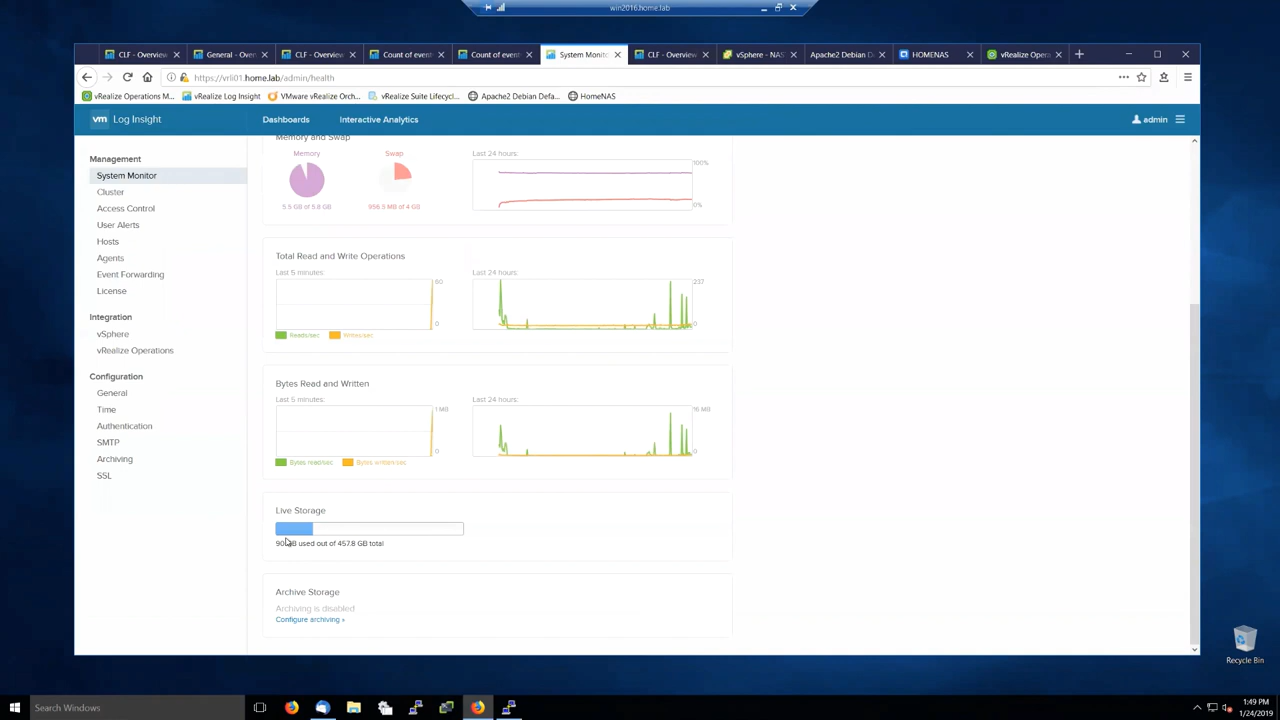 win2016.home.lab
CLF - Overview
General - Over
CLF - Overview
Count of event
Count of event
System Monito
CLF - Overview
vSphere - NAS
Apache2 Debian D
HOMENAS
vRealize Opera
https://vrli01.home.lab/admin/health
vRealize Operations M...
vRealize Log Insight
VMware vRealize Orch...
vRealize Suite Lifecycl...
Apache2 Debian Defa...
HomeNAS
vm Log Insight
Dashboards
Interactive Analytics
admin
Management
System Monitor
Cluster
Access Control
User Alerts
Hosts
Agents
Event Forwarding
License
Integration
vSphere
vRealize Operations
Configuration
General
Time
Authentication
SMTP
Archiving
SSL
Memory and Swap
Memory
Swap
Last 24 hours:
100%
0%
5.5 GB of 5.8 GB
956.3 MB of 4 GB
Total Read and Write Operations
Last 5 minutes:
Last 24 hours:
60
0
237
0
Reads/sec
Writes/sec
Bytes Read and Written
Last 5 minutes:
Last 24 hours:
1 MB
0
16 MB
0
Bytes read/sec
Bytes written/sec
Live Storage
used out of 457.8 GB total
Archive Storage
Archiving is disabled
Configure archiving »
Recycle Bin
Search Windows
1:49 PM
1/24/2019